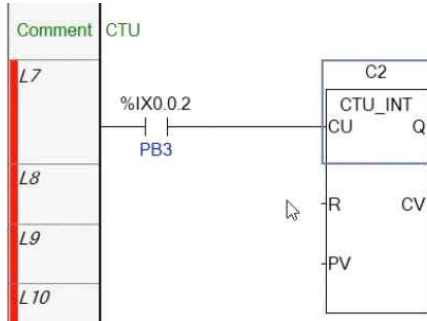 Comment CTU
L7
C2
%IX0.0.2
CTU_INT
CU Q
PB3
L8
R CV
L9
PV
L10